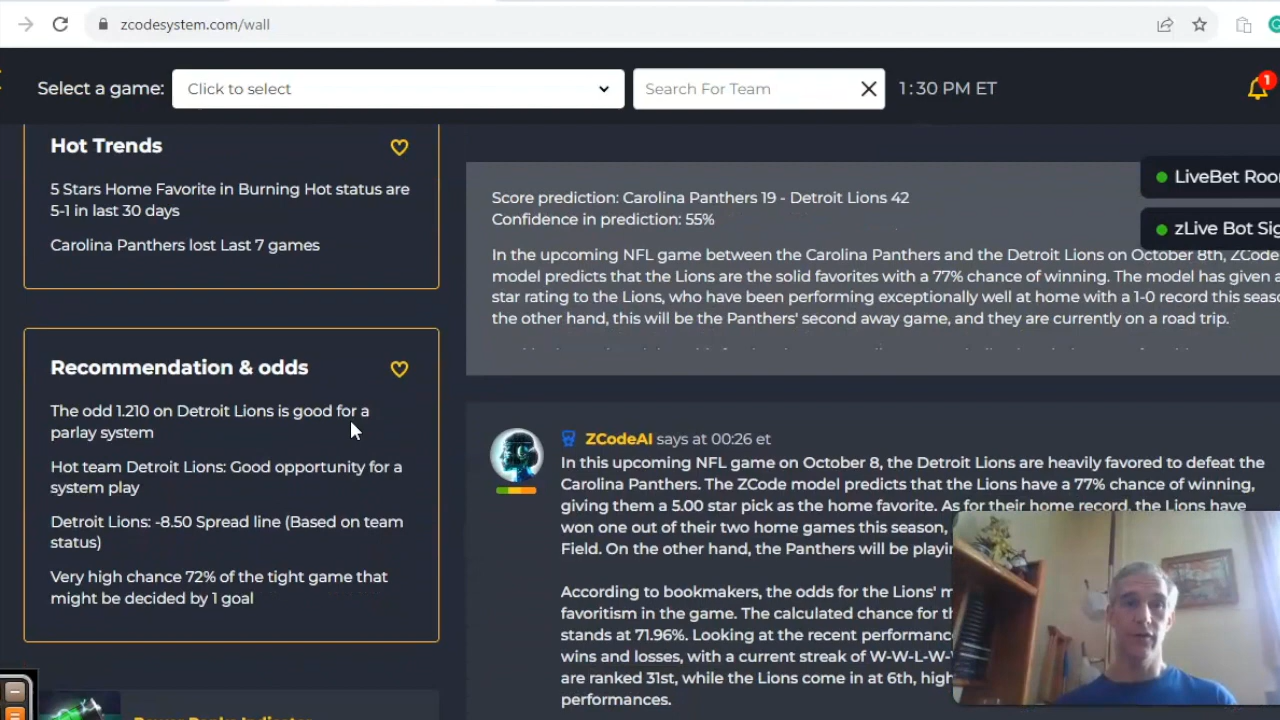 zcodesystem.com/wall
Select a game:
Click to select
Search For Team
1:30 PM ET
1
Hot Trends
5 Stars Home Favorite in Burning Hot status are
5-1 in last 30 days
Carolina Panthers lost Last 7 games
Recommendation & odds
The odd 1.210 on Detroit Lions is good for a
parlay system
Hot team Detroit Lions: Good opportunity for a
system play
Detroit Lions: -8.50 Spread line (Based on team
status)
Very high chance 72% of the tight game that
might be decided by 1 goal
Score prediction: Carolina Panthers 19 - Detroit Lions 42
Confidence in prediction: 55%
In the upcoming NFL game between the Carolina Panthers and the Detroit Lions on October 8th, ZCode
model predicts that the Lions are the solid favorites with a 77% chance of winning. The model has given a
star rating to the Lions, who have been performing exceptionally well at home with a 1-0 record this seas
the other hand, this will be the Panthers' second away game, and they are currently on a road trip.
LiveBet Roo
zLive Bot Sig
ZCodeAI says at 00:26 et
In this upcoming NFL game on October 8, the Detroit Lions are heavily favored to defeat the
Carolina Panthers. The ZCode model predicts that the Lions have a 77% chance of winning,
giving them a 5.00 star pick as the home favorite. As for their home record, the Lions have
won one out of their two home games this season,
Field. On the other hand, the Panthers will be playi
According to bookmakers, the odds for the Lions' m
favoritism in the game. The calculated chance for th
stands at 71.96%. Looking at the recent performanc
wins and losses, with a current streak of W-W-L-W-
are ranked 31st, while the Lions come in at 6th, high
performances.